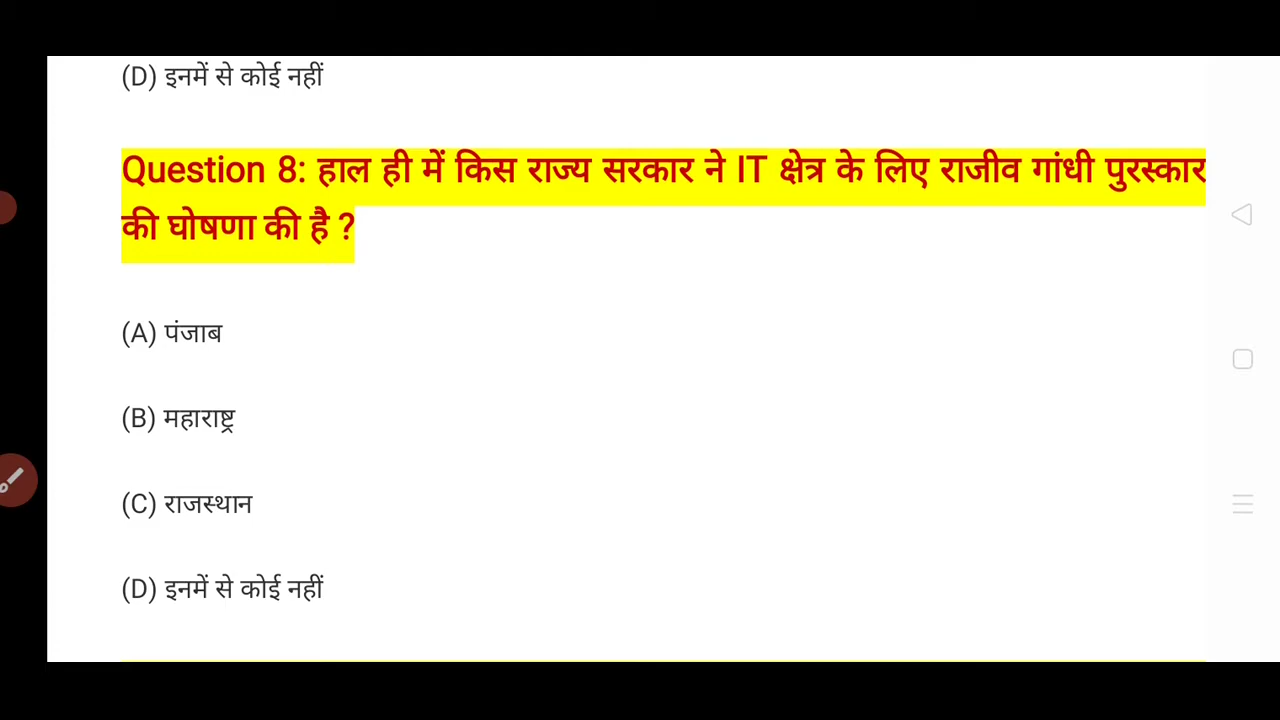 (D) इनमें से कोई नहीं
Question 8: हाल ही में किस राज्य सरकार ने IT क्षेत्र के लिए राजीव गांधी पुरस्कार
की घोषणा की है ?
(A) पंजाब
(B) महाराष्ट्र
(C) राजस्थान
(D) इनमें से कोई नहीं